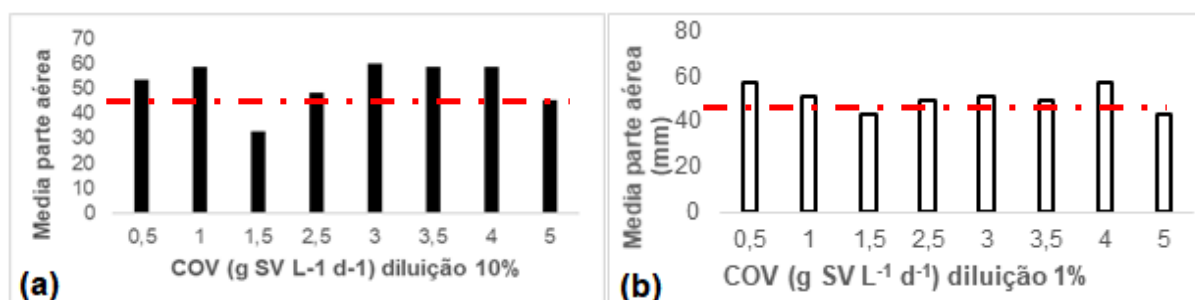 Media parte aérea
70
60
50
40
30
20
10
0
0,5 1 1,5 2,5 3 3,5 4 5
COV (g SV L-1 d-1) diluição 10%
(a)
Media parte aérea
(mm)
80
60
40
20
0
0,5 1 1,5 2,5 3 3,5 4 5
COV (g SV L⁻¹ d⁻¹) diluição 1%
(b)